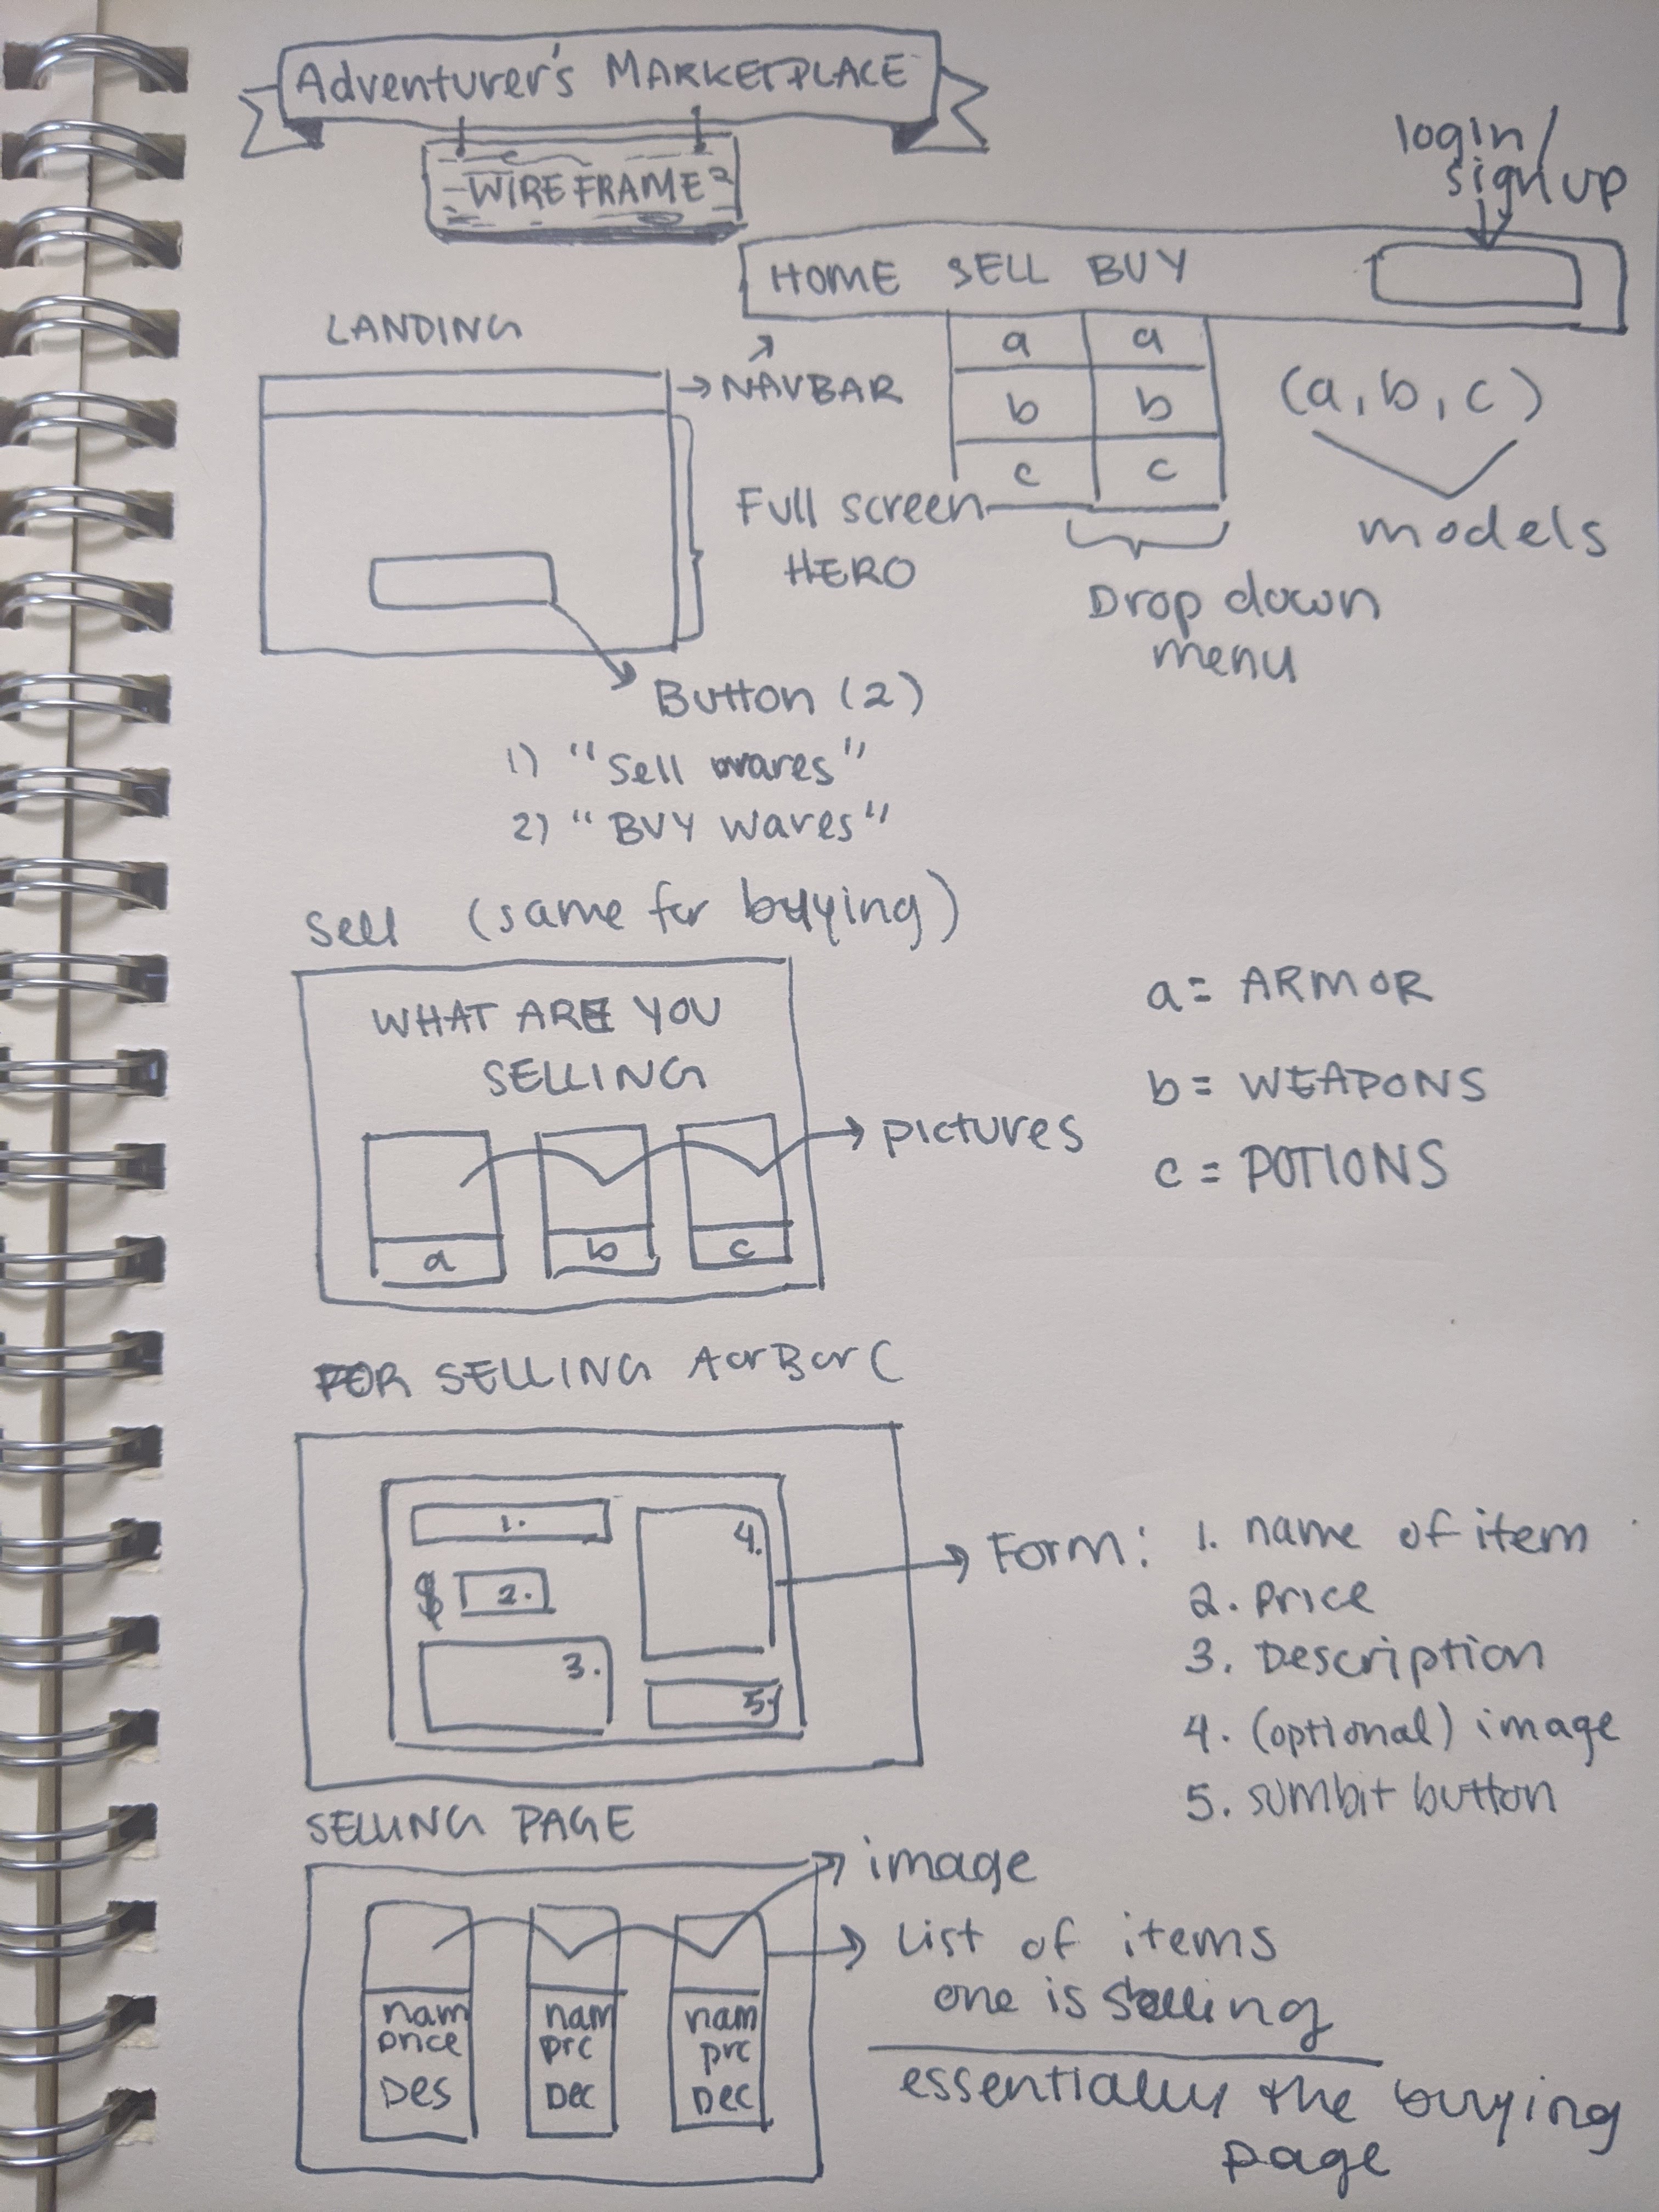 Adventurer's MARKETPLACE
WIREFRAME
login/
signup
HOME SELL BUY
a a
b b
c c
(a, b, c)
models
Drop down
menu
LANDING
→ NAVBAR
Full screen
HERO
Button (2)
1) "Sell wares"
2) "BUY wares"
Sell (same for buying)
WHAT ARE YOU
SELLING
a b c
→ pictures
a = ARMOR
b = WEAPONS
c = POTIONS
FOR SELLING A or B or C
1.
$ 2.
3.
4.
5.
→ Form: 1. name of item
2. price
3. Description
4. (optional) image
5. sumbit button
SELLING PAGE
→ image
→ List of items
one is selling
essentially the buying
page
nam nam nam
price prc prc
Des Dec Dec